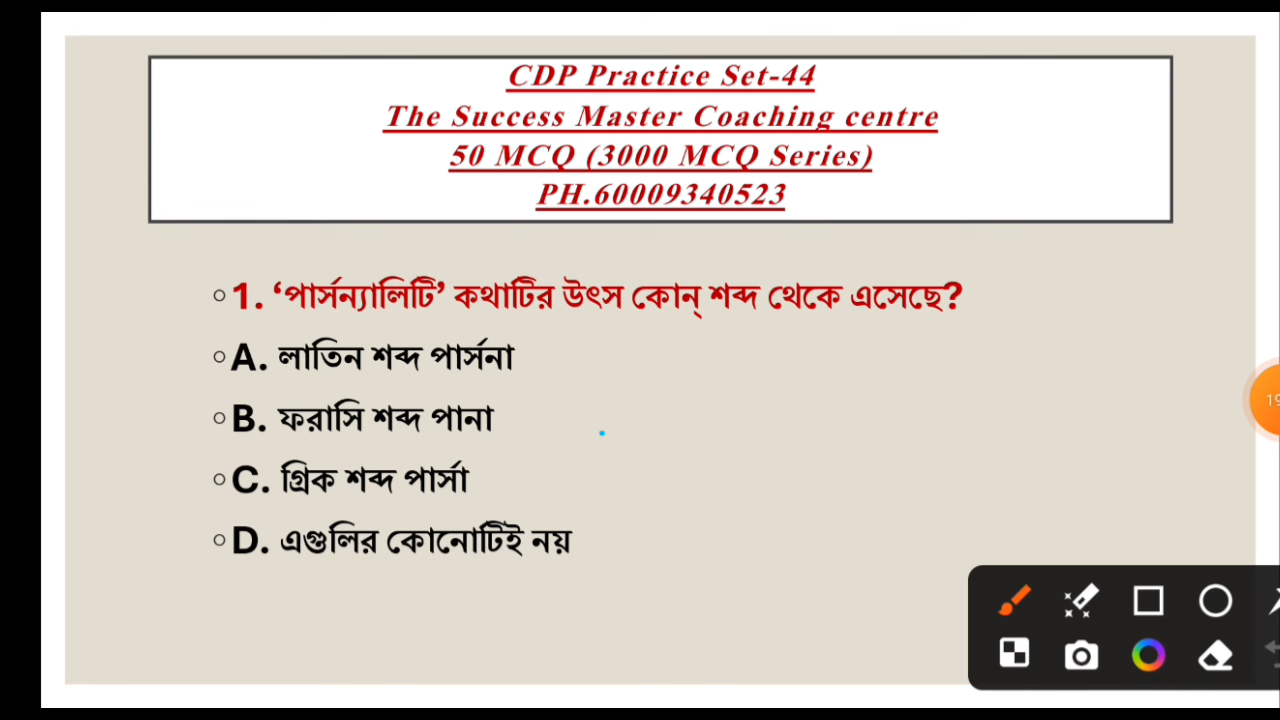 CDP Practice Set-44
The Success Master Coaching centre
50 MCQ (3000 MCQ Series)
PH.60009340523
1. ‘পার্সন্যালিটি’ কথাটির উৎস কোন্ শব্দ থেকে এসেছে?
A. লাতিন শব্দ পার্সনা
B. ফরাসি শব্দ পানা
C. গ্রিক শব্দ পার্সা
D. এগুলির কোনোটিই নয়